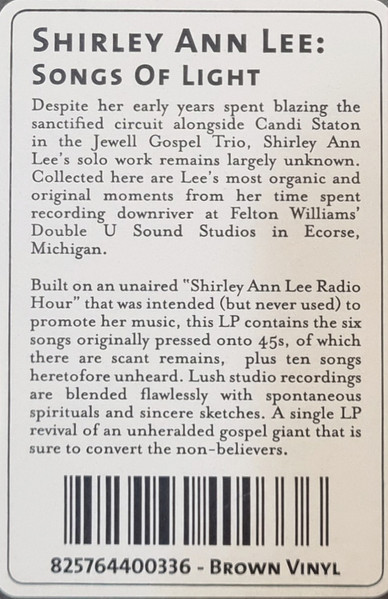 Shirley Ann Lee:
Songs Of Light
Despite her early years spent blazing the
sanctified circuit alongside Candi Staton
in the Jewell Gospel Trio, Shirley Ann
Lee's solo work remains largely unknown.
Collected here are Lee's most organic and
original moments from her time spent
recording downriver at Felton Williams'
Double U Sound Studios in Ecorse,
Michigan.
Built on an unaired "Shirley Ann Lee Radio
Hour" that was intended (but never used) to
promote her music, this LP contains the six
songs originally pressed onto 45s, of which
there are scant remains, plus ten songs
heretofore unheard. Lush studio recordings
are blended flawlessly with spontaneous
spirituals and sincere sketches. A single LP
revival of an unheralded gospel giant that is
sure to convert the non-believers.
825764400336 - Brown Vinyl